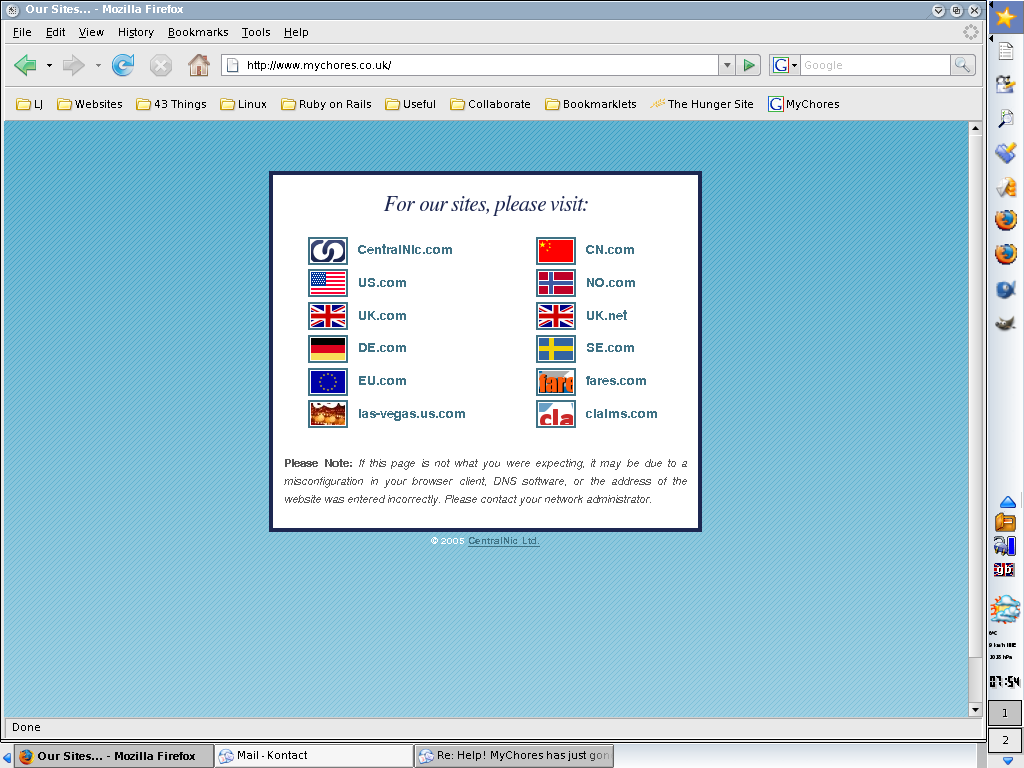 Our Sites... - Mozilla Firefox
File Edit View History Bookmarks Tools Help
http://www.mychores.co.uk/ G Google
LJ Websites 43 Things Linux Ruby on Rails Useful Collaborate Bookmarklets The Hunger Site G MyChores
For our sites, please visit:
CentralNic.com CN.com
US.com NO.com
UK.com UK.net
DE.com SE.com
EU.com fare fares.com
las-vegas.us.com cla claims.com
Please Note: If this page is not what you were expecting, it may be due to a
misconfiguration in your browser client, DNS software, or the address of the
website was entered incorrectly. Please contact your network administrator.
© 2005 CentralNic Ltd.
gb
07:54
1
2
Done
Our Sites... - Mozilla Firefox Mail - Kontact Re: Help! MyChores has just gon